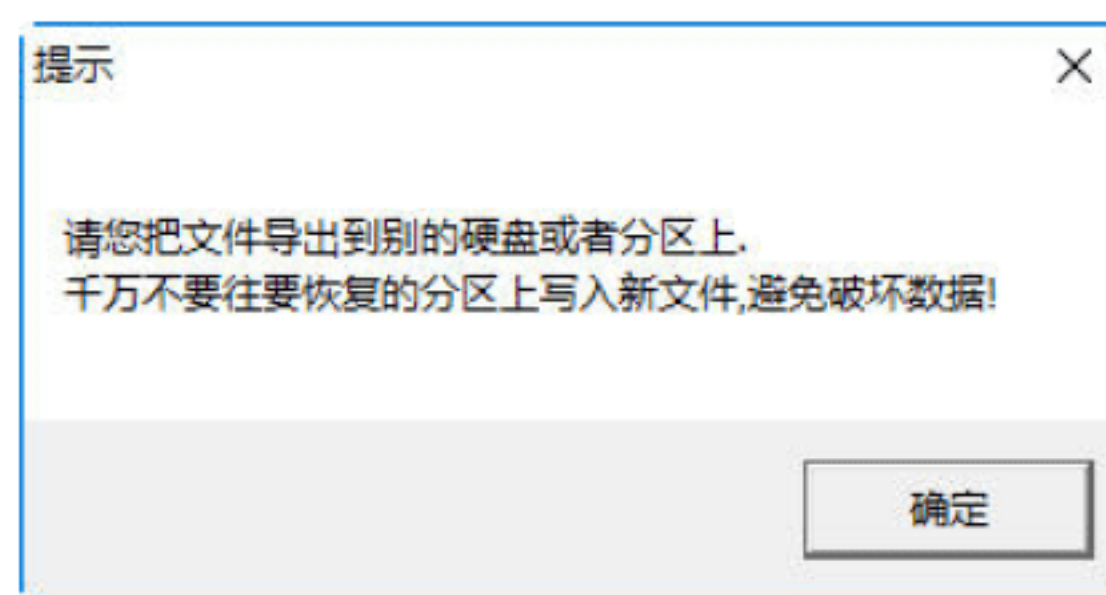 提示
请您把文件导出到别的硬盘或者分区上.
千万不要往要恢复的分区上写入新文件,避免破坏数据!
确定